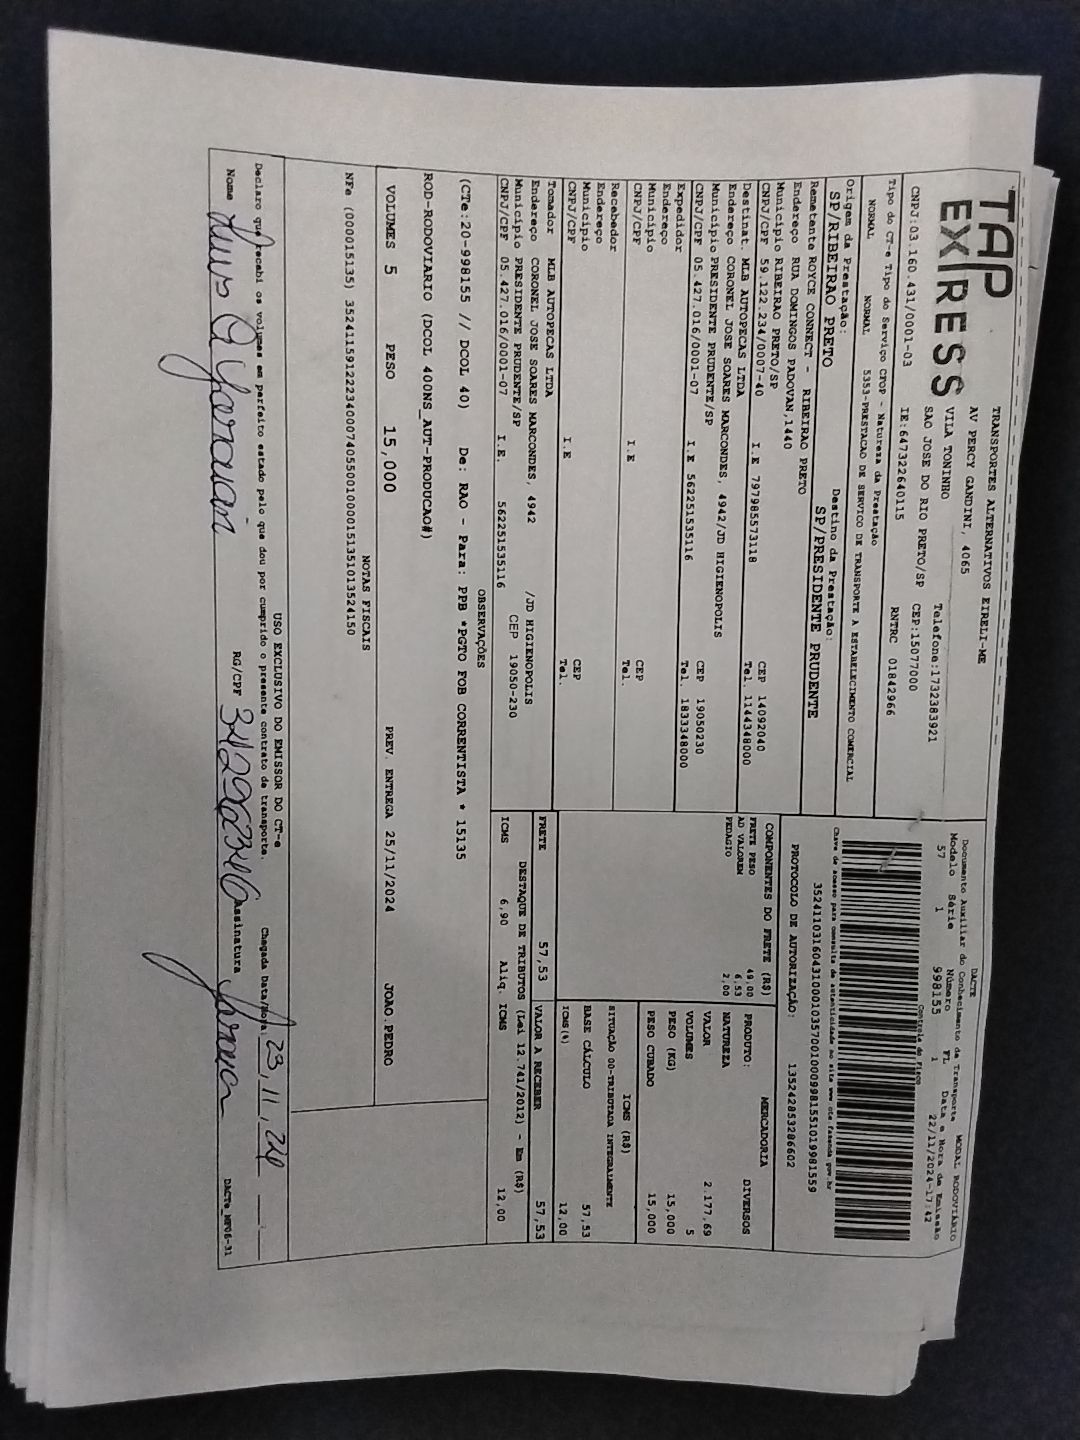 TAP
EXPRESS
TRANSPORTES ALTERNATIVOS EIRELI-ME
AV PERCY GANDINI, 4065
VILA TONINHO
SAO JOSE DO RIO PRETO/SP
Telefone:1732383921
CEP:15077000
CNPJ:03.160.431/0001-03 IE:647322640115 RNTRC 01842966
Tipo do CT-e Tipo do Serviço CFOP - Natureza da Prestação
NORMAL NORMAL 5353-PRESTACAO DE SERVICO DE TRANSPORTE A ESTABELECIMENTO COMERCIAL
Origem da Prestação: Destino da Prestação:
SP/RIBEIRAO PRETO SP/PRESIDENTE PRUDENTE
DACTE MODAL RODOVIÁRIO
Documento Auxiliar do Conhecimento de Transporte
Modelo Série Número FL Data e Hora de Emissão
57 1 998155 1 22/11/2024-17:42
Controle do Fisco
Chave de acesso para consulta de autenticidade no site www.cte.fazenda.gov.br
PROTOCOLO DE AUTORIZAÇÃO: 135242853286602
Remetente ROYCE CONNECT - RIBEIRAO PRETO
Endereço RUA DOMINGOS PADOVAN,1440
Município RIBEIRAO PRETO/SP CEP 14092040
CNPJ/CPF 59.122.234/0007-40 I.E 797985573118 Tel. 1144348000
Destinat. MLB AUTOPECAS LTDA
Endereço CORONEL JOSE SOARES MARCONDES, 4942/JD HIGIENOPOLIS
Município PRESIDENTE PRUDENTE/SP CEP 19050230
CNPJ/CPF 05.427.016/0001-07 I.E 562251535116 Tel. 1833348000
Expedidor
Endereço
Município CEP
CNPJ/CPF I.E Tel.
Recebedor
Endereço
Município CEP
CNPJ/CPF I.E Tel.
Tomador MLB AUTOPECAS LTDA
Endereço CORONEL JOSE SOARES MARCONDES, 4942 /JD HIGIENOPOLIS
Município PRESIDENTE PRUDENTE/SP CEP 19050-230
CNPJ/CPF 05.427.016/0001-07 I.E. 562251535116
COMPONENTES DO FRETE (R$)
FRETE PESO 49,00
AD VALOREM 6,53
PEDAGIO 2,00
MERCADORIA
PRODUTO: DIVERSOS
NATUREZA
VALOR 2.177,69
VOLUMES 5
PESO (KG) 15,000
PESO CUBADO 15,000
ICMS (R$)
SITUAÇÃO 00-TRIBUTADA INTEGRALMENTE
BASE CÁLCULO 57,53
ICMS(%) 12,00
FRETE 57,53 VALOR A RECEBER 57,53
DESTAQUE DE TRIBUTOS (Lei 12.741/2012) - Em (R$)
ICMS 6,90 Aliq. ICMS 12,00
OBSERVAÇÕES
(CTe:20-998155 // DCOL 40) De: RAO - Para: PPB *PGTO FOB CORRENTISTA * 15135
ROD-RODOVIARIO (DCOL 400NS_AUT-PRODUCAO#)
VOLUMES 5 PESO 15,000 PREV. ENTREGA 25/11/2024 JOAO.PEDRO
NOTAS FISCAIS
NFe (000015135)
USO EXCLUSIVO DO EMISSOR DO CT-e
Declaro que recebi os volumes em perfeito estado pelo que dou por cumprido o presente contrato de transporte. Chegada Data/Hora: 23, 11, 24
Nome RG/CPF Assinatura
DACTe_MP06-31